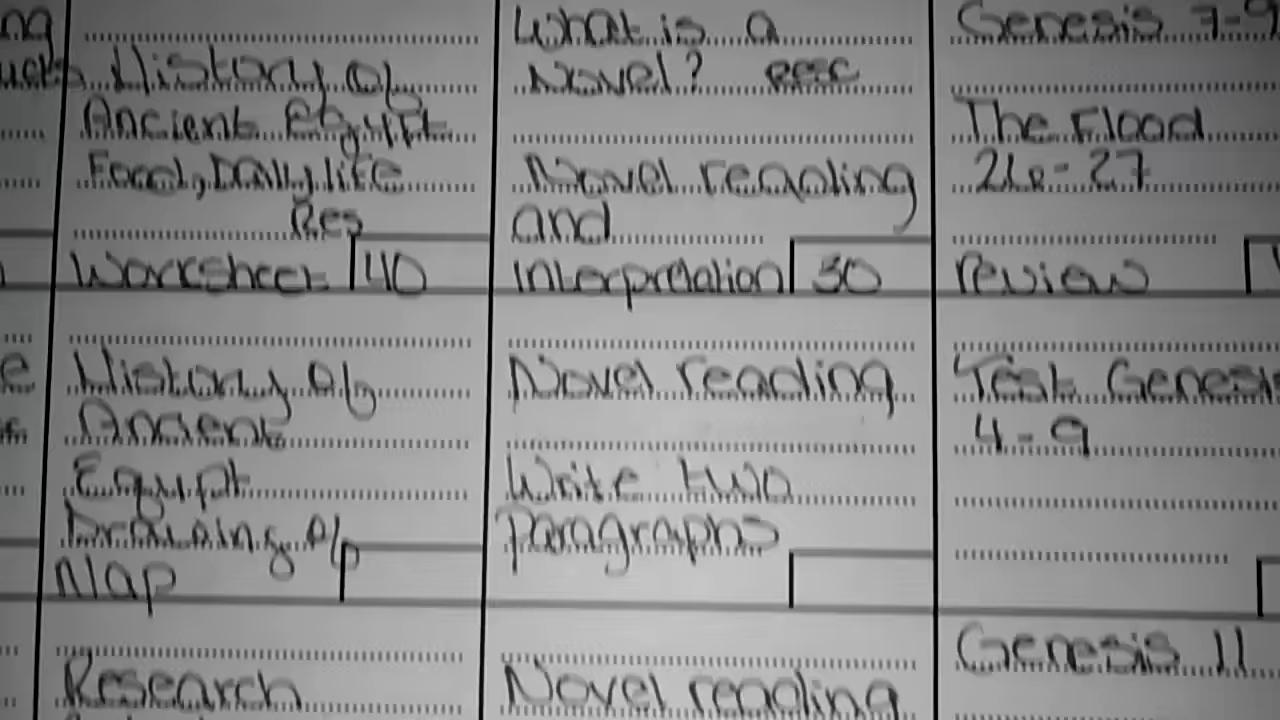 History of
Ancient Egypt
Food, Daily life
Res
Worksheet 40
What is a
Novel?
Novel reading
and
Interpretation 30
Genesis 7-9
The Flood
26-27
review
History of
Ancient
Egypt
Drawing of
Map
Novel reading
Write two
Paragraphs
Test Genesis
4-9
Research
Novel reading
Genesis 11